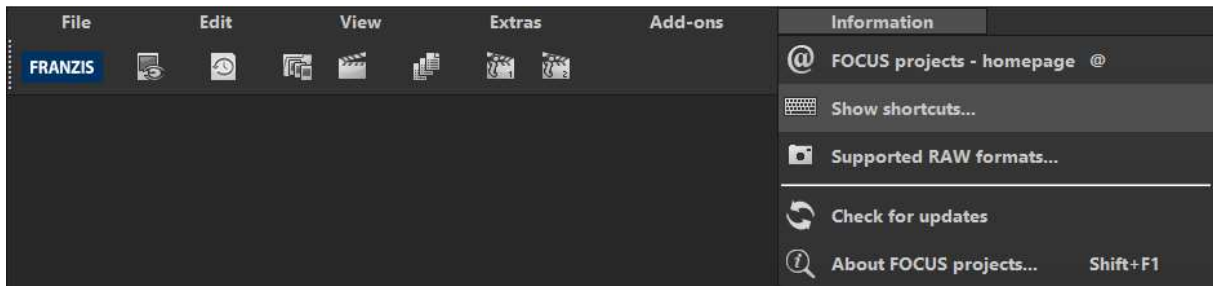 File Edit View Extras Add-ons Information
FRANZIS
FOCUS projects - homepage @
Show shortcuts...
Supported RAW formats...
Check for updates
About FOCUS projects... Shift+F1